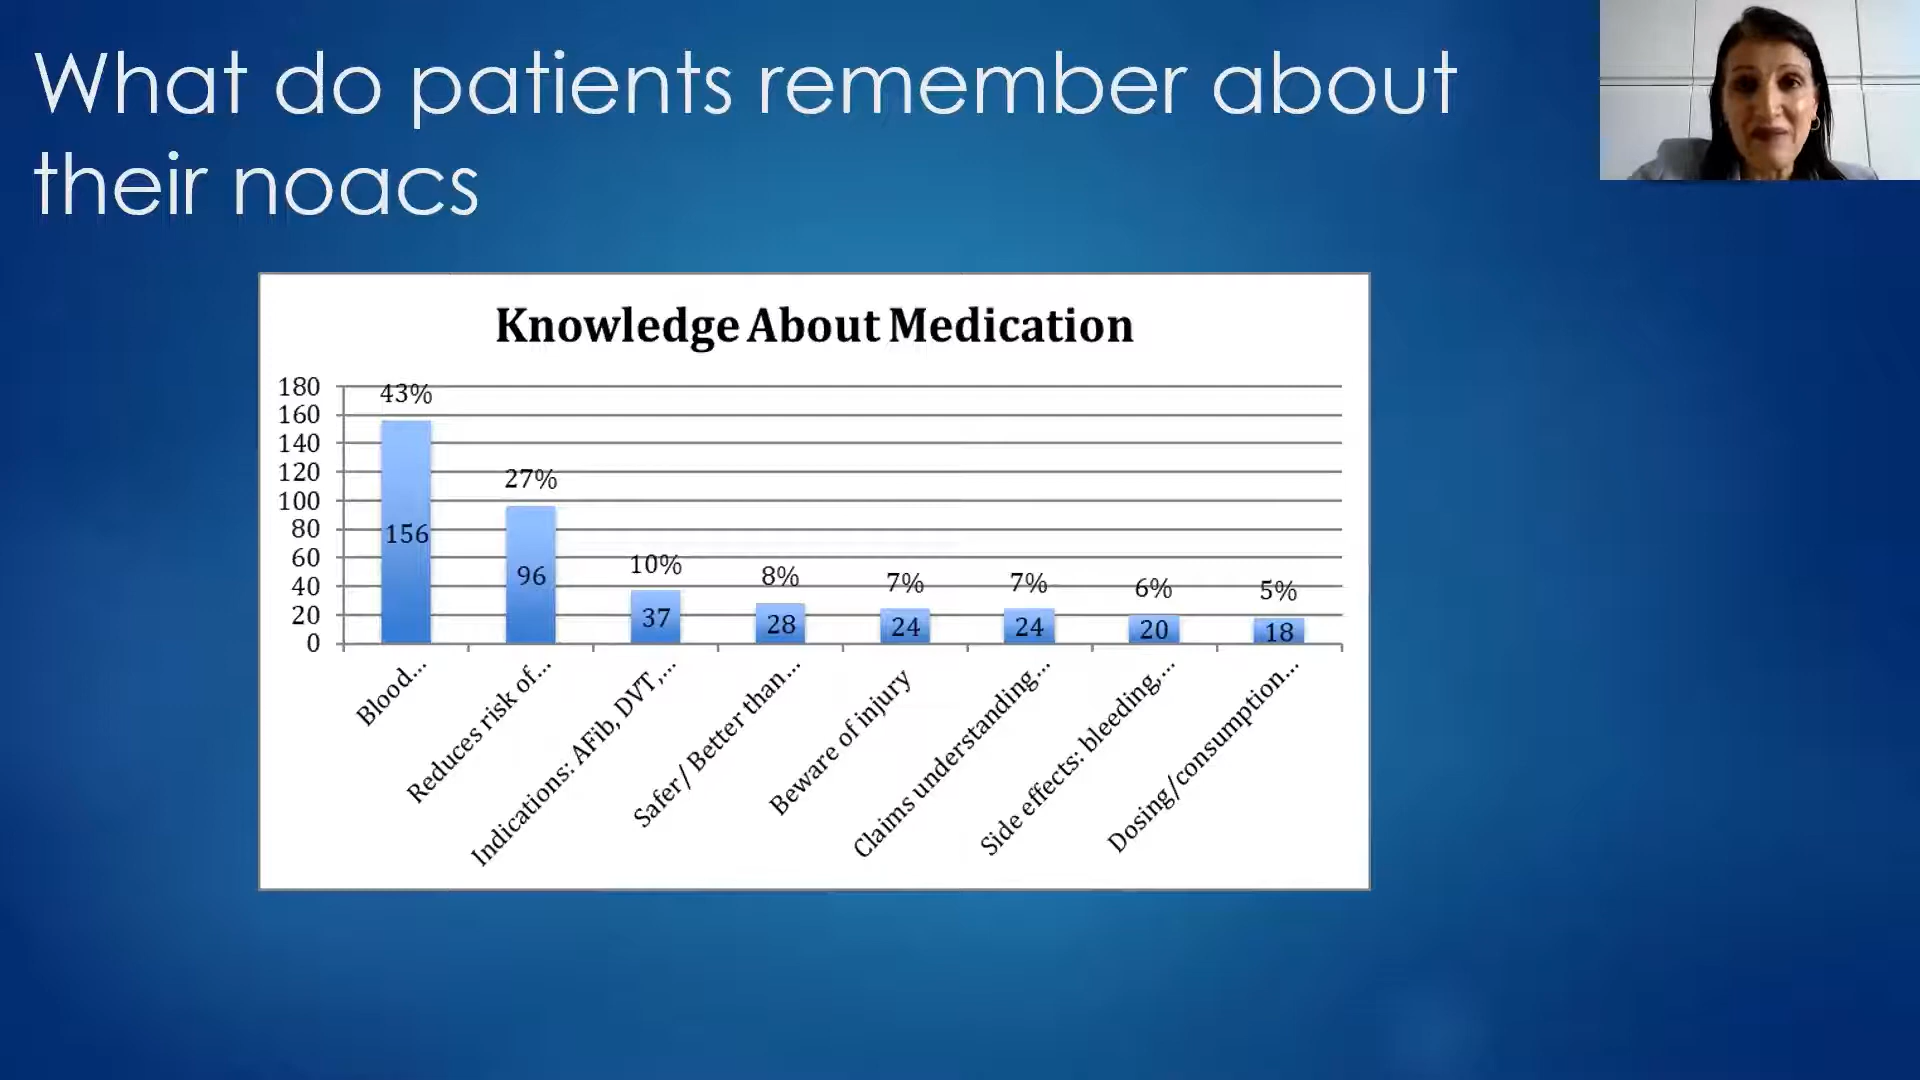 What do patients remember about
their noacs
Knowledge About Medication
180
160
140
120
100
80
60
40
20
0
43%
27%
10%
8%
7%
7%
6%
5%
156
96
37
28
24
24
20
18
Blood...
Reduces risk of...
Indications: AFib, DVT,...
Safer/ Better than...
Beware of injury
Claims understanding...
Side effects: bleeding,...
Dosing/consumption...